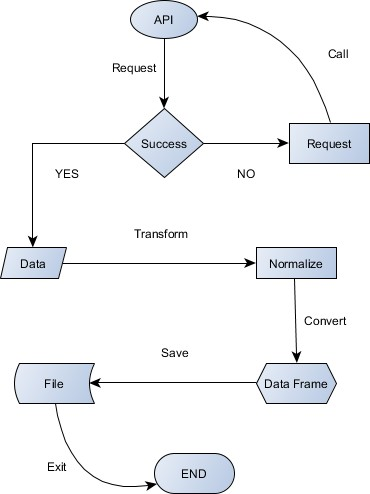 API
Call
Request
Success
Request
YES
NO
Transform
Data
Normalize
Convert
Save
File
Data Frame
Exit
END